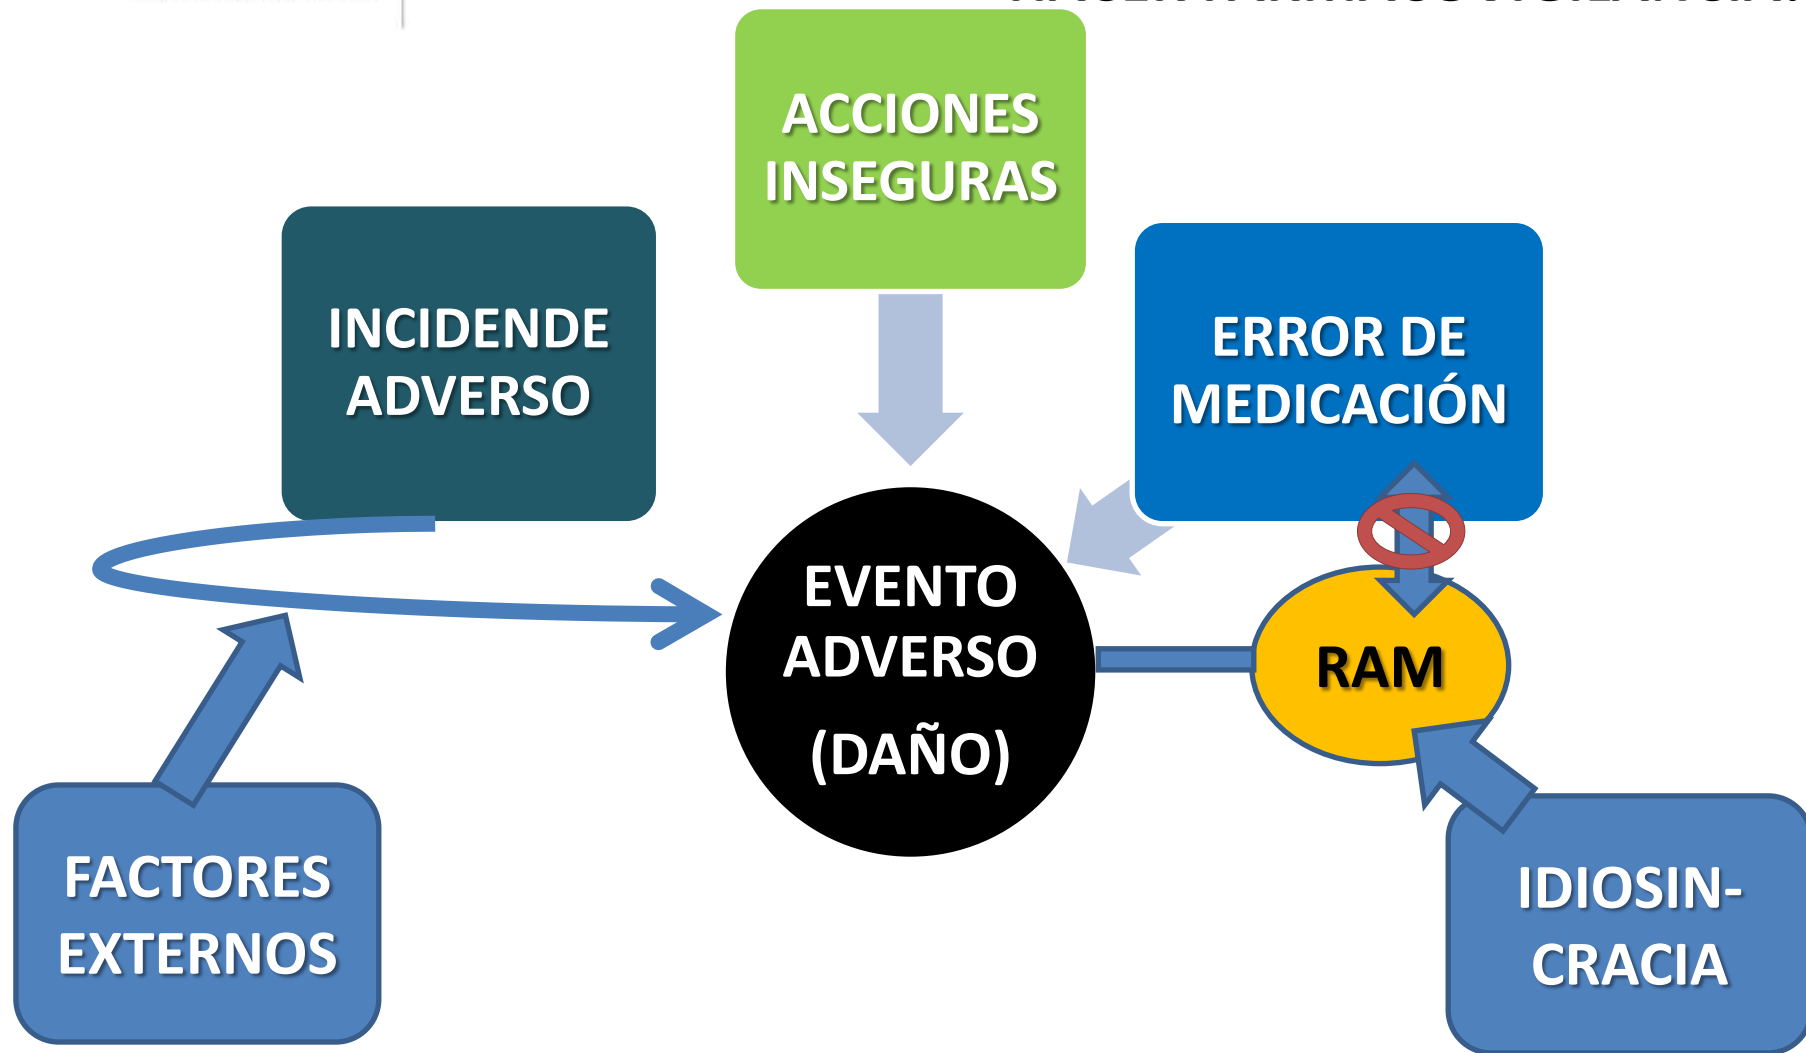 ACCIONES
INSEGURAS
INCIDENDE
ADVERSO
ERROR DE
MEDICACIÓN
EVENTO
ADVERSO
(DAÑO)
RAM
FACTORES
EXTERNOS
IDIOSIN-
CRACIA